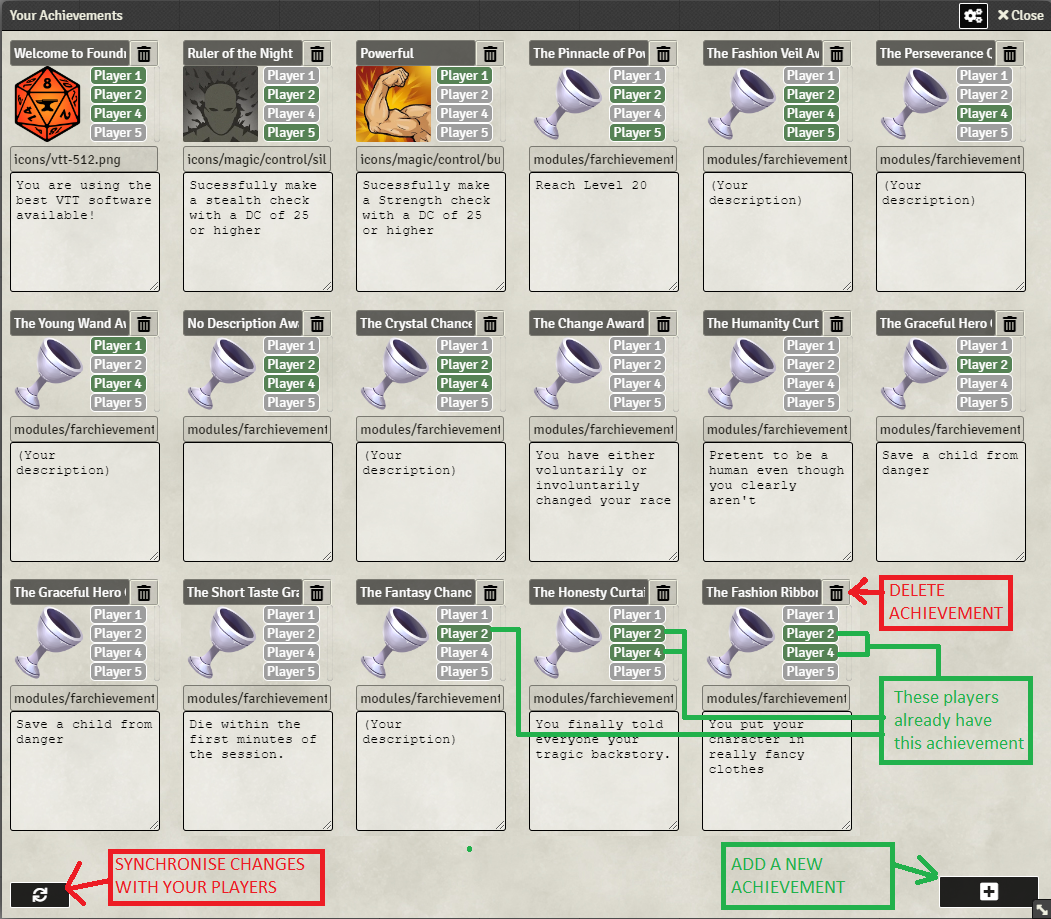 Your Achievements
Close
Welcome to Foundr
Ruler of the Night
Powerful
The Pinnacle of Pow
The Fashion Veil Aw
The Perseverance C
8
Player 1
Player 2
Player 4
Player 5
Player 1
Player 2
Player 4
Player 5
Player 1
Player 2
Player 4
Player 5
Player 1
Player 2
Player 4
Player 5
Player 1
Player 2
Player 4
Player 5
Player 1
Player 2
Player 4
Player 5
icons/vtt-512.png
icons/magic/control/sil
icons/magic/control/bu
modules/farchievement
modules/farchievement
modules/farchievement
You are using the
best VTT software
available!
Sucessfully make
a stealth check
with a DC of 25
or higher
Sucessfully make
a Strength check
with a DC of 25
or higher
Reach Level 20
(Your
description)
(Your
description)
The Young Wand Aw
No Description Awa
The Crystal Chance
The Change Award
The Humanity Curt
The Graceful Hero
Player 1
Player 2
Player 4
Player 5
Player 1
Player 2
Player 4
Player 5
Player 1
Player 2
Player 4
Player 5
Player 1
Player 2
Player 4
Player 5
Player 1
Player 2
Player 4
Player 5
Player 1
Player 2
Player 4
Player 5
modules/farchievement
modules/farchievement
modules/farchievement
modules/farchievement
modules/farchievement
modules/farchievement
(Your
description)
(Your
description)
You have either
voluntarily or
involuntarily
changed your race
Pretent to be a
human even though
you clearly
aren't
Save a child from
danger
The Graceful Hero
The Short Taste Gra
The Fantasy Chanc
The Honesty Curtai
The Fashion Ribbon
Player 1
Player 2
Player 4
Player 5
Player 1
Player 2
Player 4
Player 5
Player 1
Player 2
Player 4
Player 5
Player 1
Player 2
Player 4
Player 5
Player 1
Player 2
Player 4
Player 5
DELETE
ACHIEVEMENT
modules/farchievement
modules/farchievement
modules/farchievement
modules/farchievement
modules/farchievement
Save a child from
danger
Die within the
first minutes of
the session.
(Your
description)
You finally told
everyone your
tragic backstory.
You put your
character in
really fancy
clothes
These players
already have
this achievement
SYNCHRONISE CHANGES
WITH YOUR PLAYERS
ADD A NEW
ACHIEVEMENT